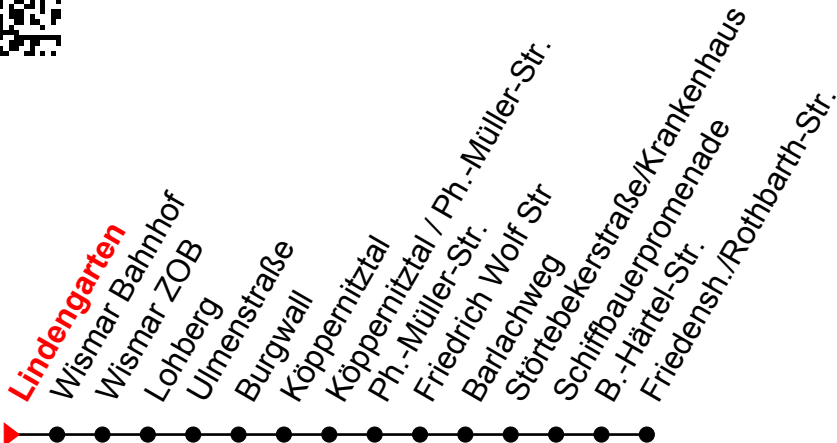 Lindengarten
Wismar Bahnhof
Wismar ZOB
Lohberg
Ulmenstraße
Burgwall
Köppernitztal
Köppernitztal / Ph.-Müller-Str.
Ph.-Müller-Str.
Friedrich Wolf Str
Barlachweg
Störtebekerstraße/Krankenhaus
Schiffbauerpromenade
B.-Härtel-Str.
Friedensh./Rothbarth-Str.